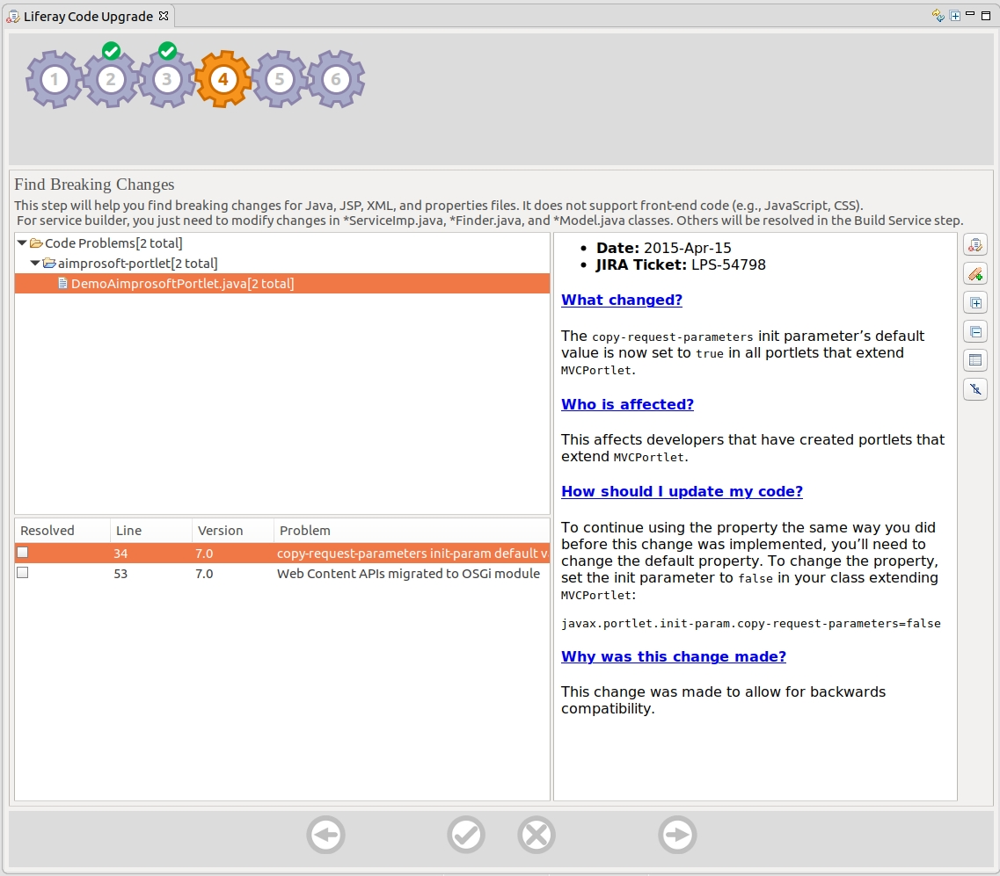 Liferay Code Upgrade
1 2 3 4 5 6
Find Breaking Changes
This step will help you find breaking changes for Java, JSP, XML, and properties files. It does not support front-end code (e.g., JavaScript, CSS).
For service builder, you just need to modify changes in *ServiceImp.java, *Finder.java, and *Model.java classes. Others will be resolved in the Build Service step.
Code Problems[2 total]
aimprosoft-portlet[2 total]
DemoAimprosoftPortlet.java[2 total]
Resolved Line Version Problem
34 7.0 copy-request-parameters init-param default v
53 7.0 Web Content APIs migrated to OSGi module
• Date: 2015-Apr-15
• JIRA Ticket: LPS-54798
What changed?
The copy-request-parameters init parameter’s default
value is now set to true in all portlets that extend
MVCPortlet.
Who is affected?
This affects developers that have created portlets that
extend MVCPortlet.
How should I update my code?
To continue using the property the same way you did
before this change was implemented, you’ll need to
change the default property. To change the property,
set the init parameter to false in your class extending
MVCPortlet:
javax.portlet.init-param.copy-request-parameters=false
Why was this change made?
This change was made to allow for backwards
compatibility.